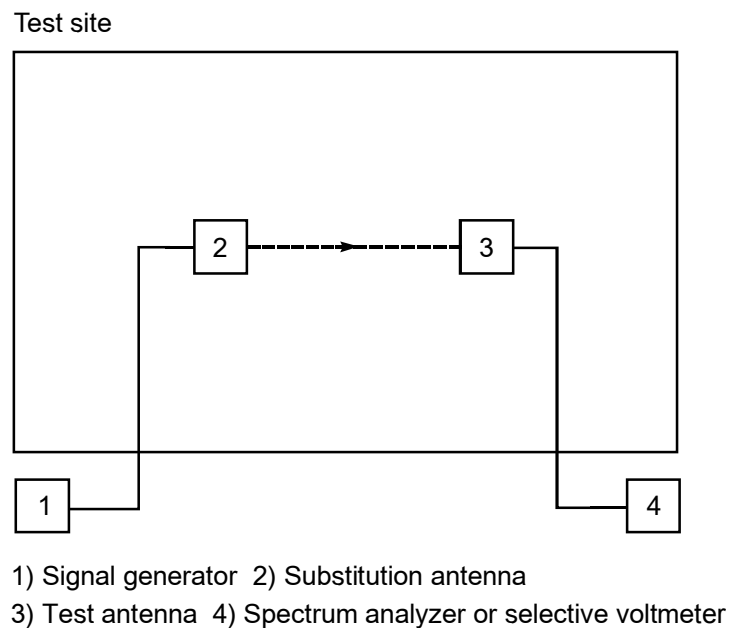 Test site
2
3
1
4
1) Signal generator 2) Substitution antenna
3) Test antenna 4) Spectrum analyzer or selective voltmeter